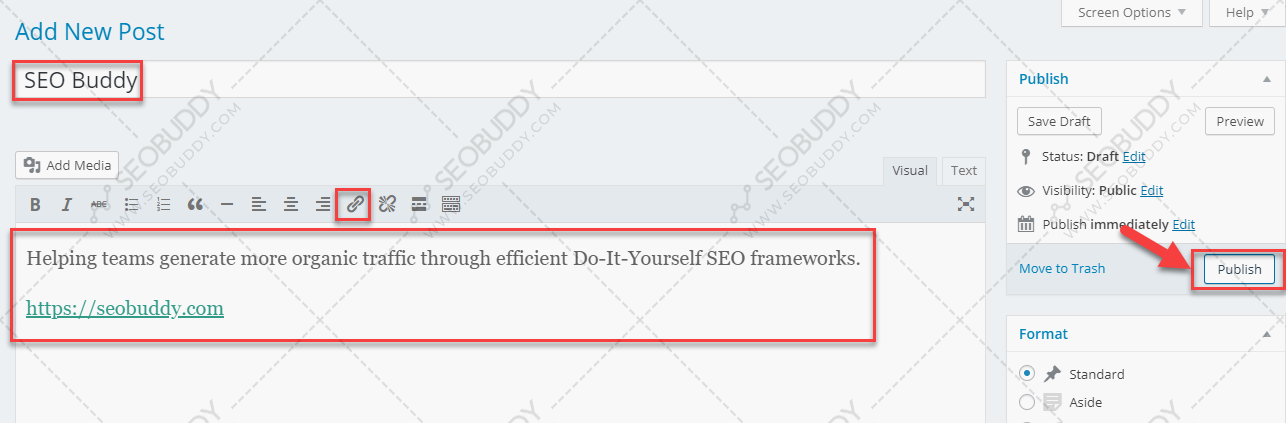 Screen Options Help
Add New Post
SEO Buddy
Publish
Save Draft Preview
Add Media
Visual Text
Status: Draft Edit
B I ABC
Visibility: Public Edit
Publish immediately Edit
Helping teams generate more organic traffic through efficient Do-It-Yourself SEO frameworks.
Move to Trash Publish
https://seobuddy.com
Format
Standard
Aside
SEOBUDDY
WWW.SEOBUDDY.COM